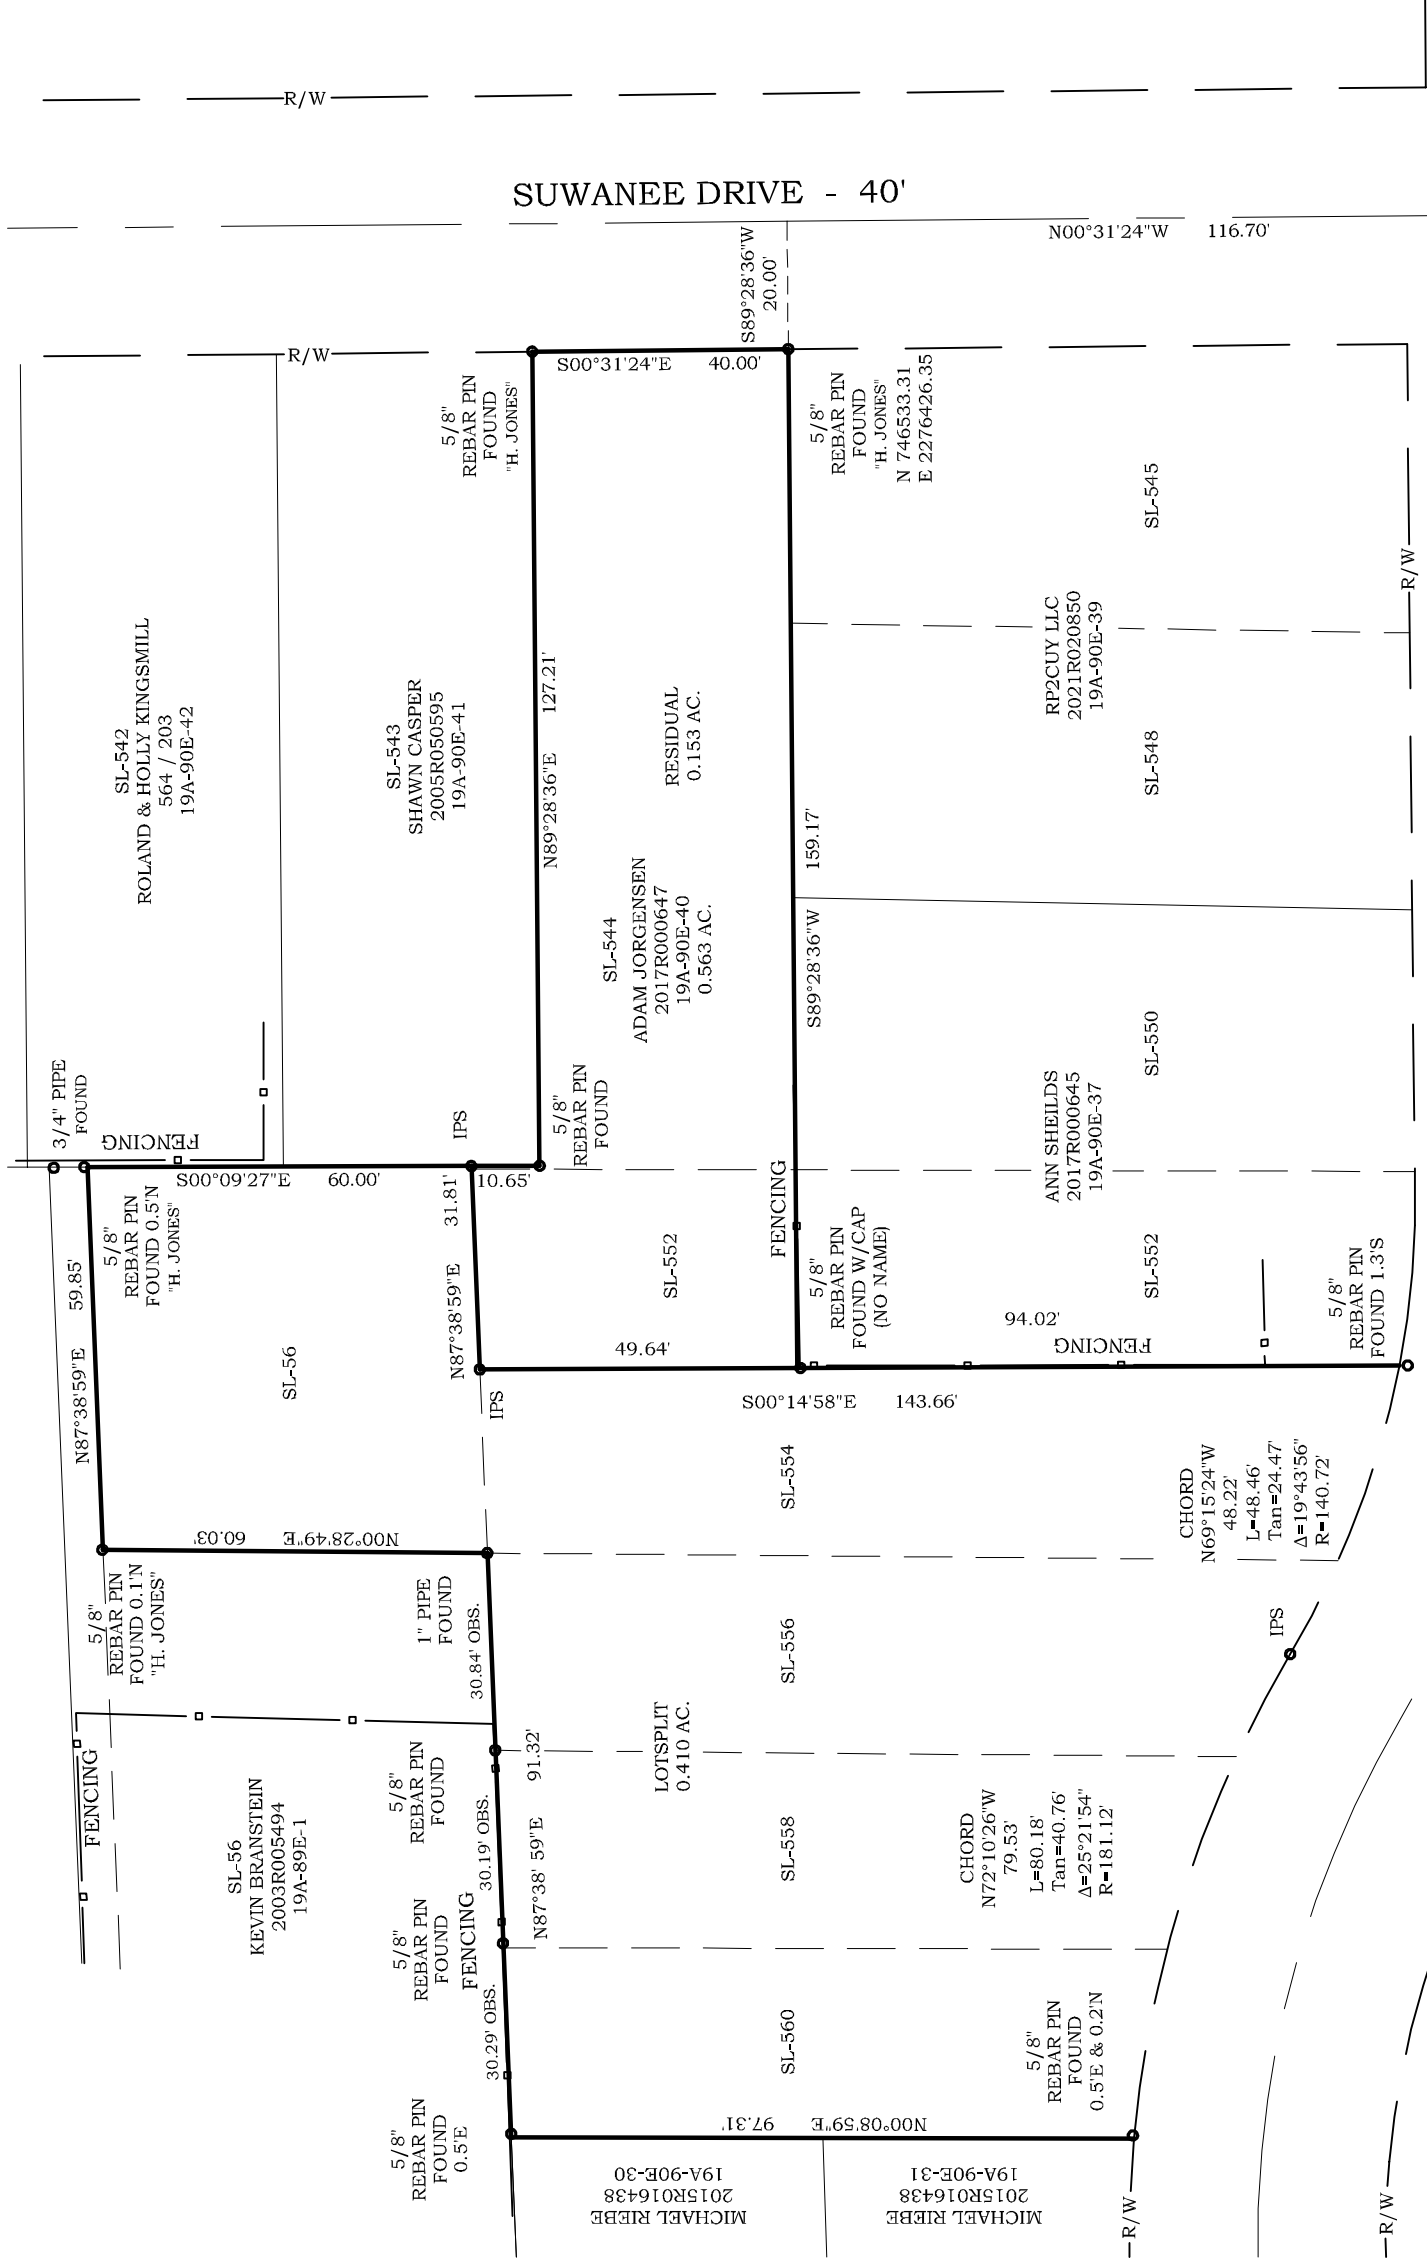 R/W
SUWANEE DRIVE - 40'
N00°31'24"W 116.70'
S89°28'36"W
20.00'
R/W
S00°31'24"E 40.00'
5/8"
REBAR PIN
FOUND
"H. JONES"
5/8"
REBAR PIN
FOUND
"H. JONES"
N 746533.31
E 2276426.35
SL-545
R/W
SL-542
ROLAND & HOLLY KINGSMILL
564 / 203
19A-90E-42
SL-543
SHAWN CASPER
2005R050595
19A-90E-41
N89°28'36"E 127.21'
RESIDUAL
0.153 AC.
SL-544
ADAM JORGENSEN
2017R000647
19A-90E-40
0.563 AC.
S89°28'36"W 159.17'
RP2CUY LLC
2021R020850
19A-90E-39
SL-548
SL-550
ANN SHEILDS
2017R000645
19A-90E-37
SL-552
3/4" PIPE
FOUND
FENCING
IPS
5/8"
REBAR PIN
FOUND
S00°09'27"E 60.00'
10.65'
5/8"
REBAR PIN
FOUND 0.5'N
"H. JONES"
N87°38'59"E 59.85'
N87°38'59"E 31.81'
SL-56
SL-552
FENCING
5/8"
REBAR PIN
FOUND W/CAP
(NO NAME)
49.64'
94.02'
FENCING
5/8"
REBAR PIN
FOUND 1.3'S
IPS
S00°14'58"E 143.66'
SL-554
CHORD
N69°15'24"W
48.22'
L=48.46'
Tan=24.47'
Δ=19°43'56"
R=140.72'
N00°28'49"E 60.03'
5/8"
REBAR PIN
FOUND 0.1'N
"H. JONES"
1" PIPE
FOUND
30.84' OBS.
SL-556
IPS
FENCING
SL-56
KEVIN BRANSTEIN
2003R005494
19A-89E-1
5/8"
REBAR PIN
FOUND
30.19' OBS.
N87°38' 59"E 91.32'
LOTSPLIT
0.410 AC.
SL-558
CHORD
N72°10'26"W
79.53'
L=80.18'
Tan=40.76'
Δ=25°21'54"
R=181.12'
5/8"
REBAR PIN
FOUND
FENCING
30.29' OBS.
SL-560
5/8"
REBAR PIN
FOUND
0.5'E & 0.2'N
5/8"
REBAR PIN
FOUND
0.5'E
N00°08'59"E 97.31'
MICHAEL RIEBE
2015R016438
19A-90E-30
MICHAEL RIEBE
2015R016438
19A-90E-31
R/W
R/W